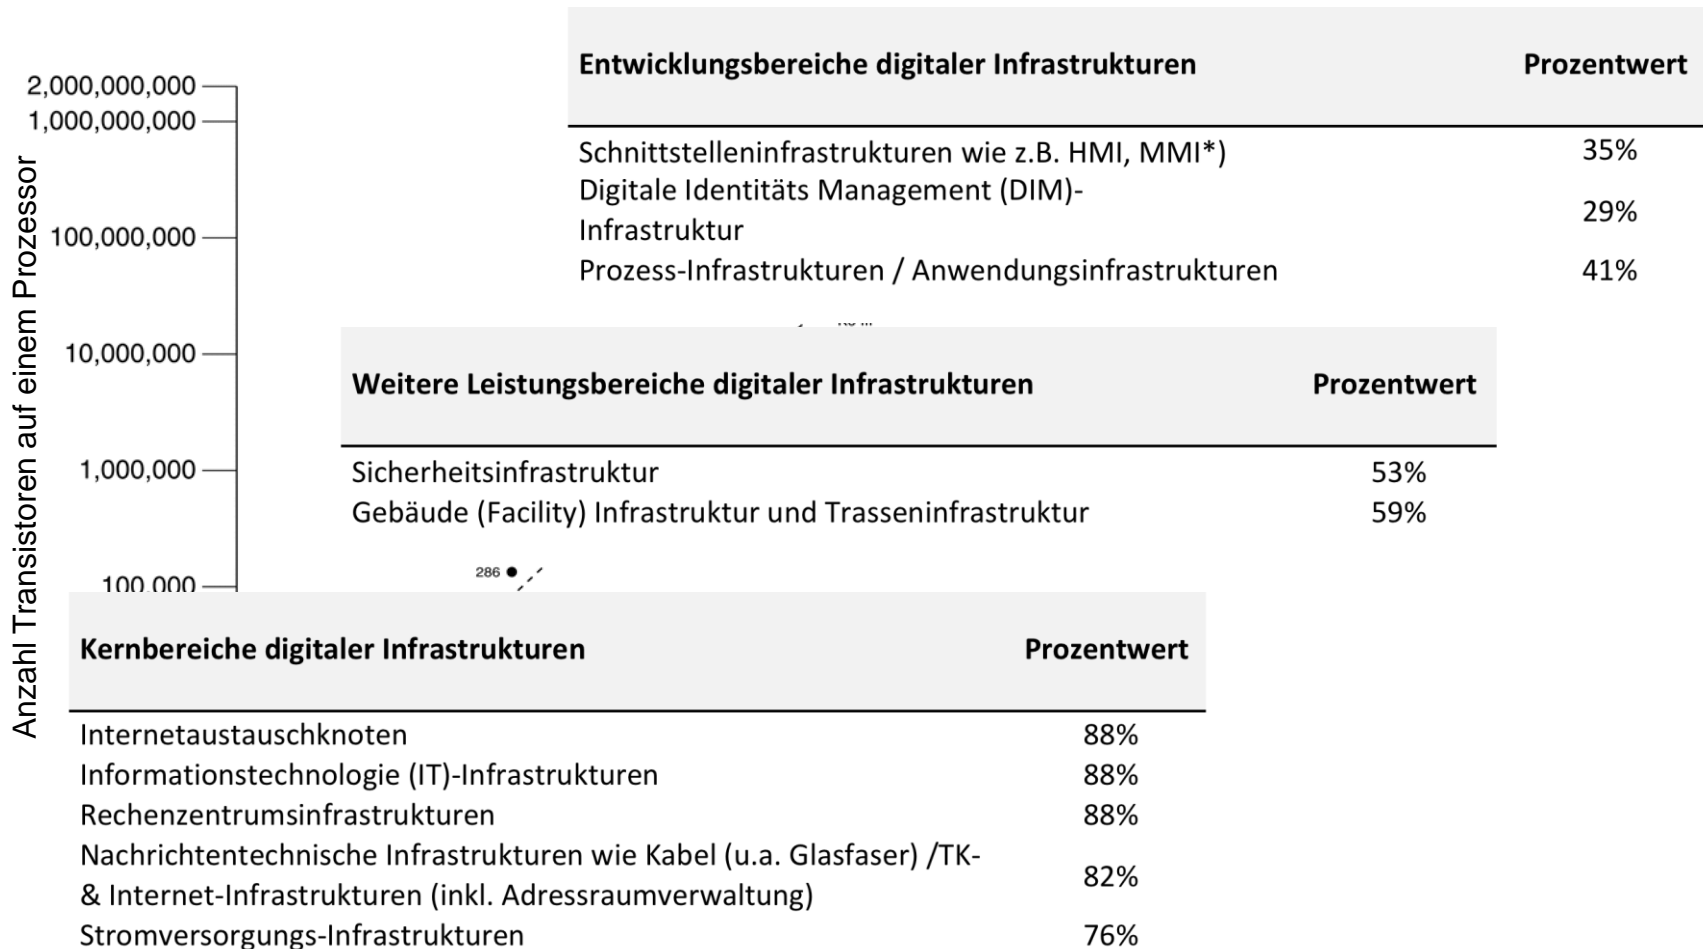 Entwicklungsbereiche digitaler Infrastrukturen Prozentwert
Schnittstelleninfrastrukturen wie z.B. HMI, MMI*) 35%
Digitale Identitäts Management (DIM)-
Infrastruktur 29%
Prozess-Infrastrukturen / Anwendungsinfrastrukturen 41%
Anzahl Transistoren auf einem Prozessor
2,000,000,000
1,000,000,000
100,000,000
10,000,000
1,000,000
100,000
Weitere Leistungsbereiche digitaler Infrastrukturen Prozentwert
Sicherheitsinfrastruktur 53%
Gebäude (Facility) Infrastruktur und Trasseninfrastruktur 59%
286
Kernbereiche digitaler Infrastrukturen Prozentwert
Internetaustauschknoten 88%
Informationstechnologie (IT)-Infrastrukturen 88%
Rechenzentrumsinfrastrukturen 88%
Nachrichtentechnische Infrastrukturen wie Kabel (u.a. Glasfaser) /TK-
& Internet-Infrastrukturen (inkl. Adressraumverwaltung) 82%
Stromversorgungs-Infrastrukturen 76%